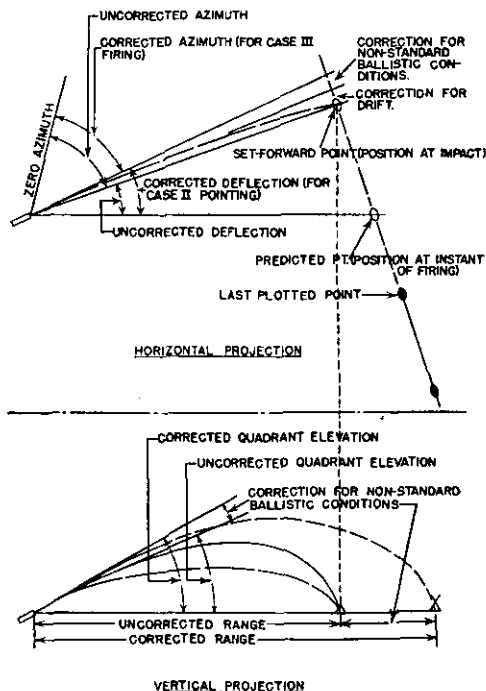 UNCORRECTED AZIMUTH
CORRECTED AZIMUTH (FOR CASE III
FIRING)
CORRECTION FOR
NON-STANDARD
BALLISTIC CON-
DITIONS.
CORRECTION FOR
DRIFT.
ZERO AZIMUTH
SET-FORWARD POINT (POSITION AT IMPACT)
CORRECTED DEFLECTION (FOR
CASE II POINTING)
UNCORRECTED DEFLECTION
PREDICTED PT. (POSITION AT INSTANT
OF FIRING)
LAST PLOTTED POINT
HORIZONTAL PROJECTION
CORRECTED QUADRANT ELEVATION
UNCORRECTED QUADRANT ELEVATION
CORRECTION FOR NON-STANDARD
BALLISTIC CONDITIONS
UNCORRECTED RANGE
CORRECTED RANGE
VERTICAL PROJECTION